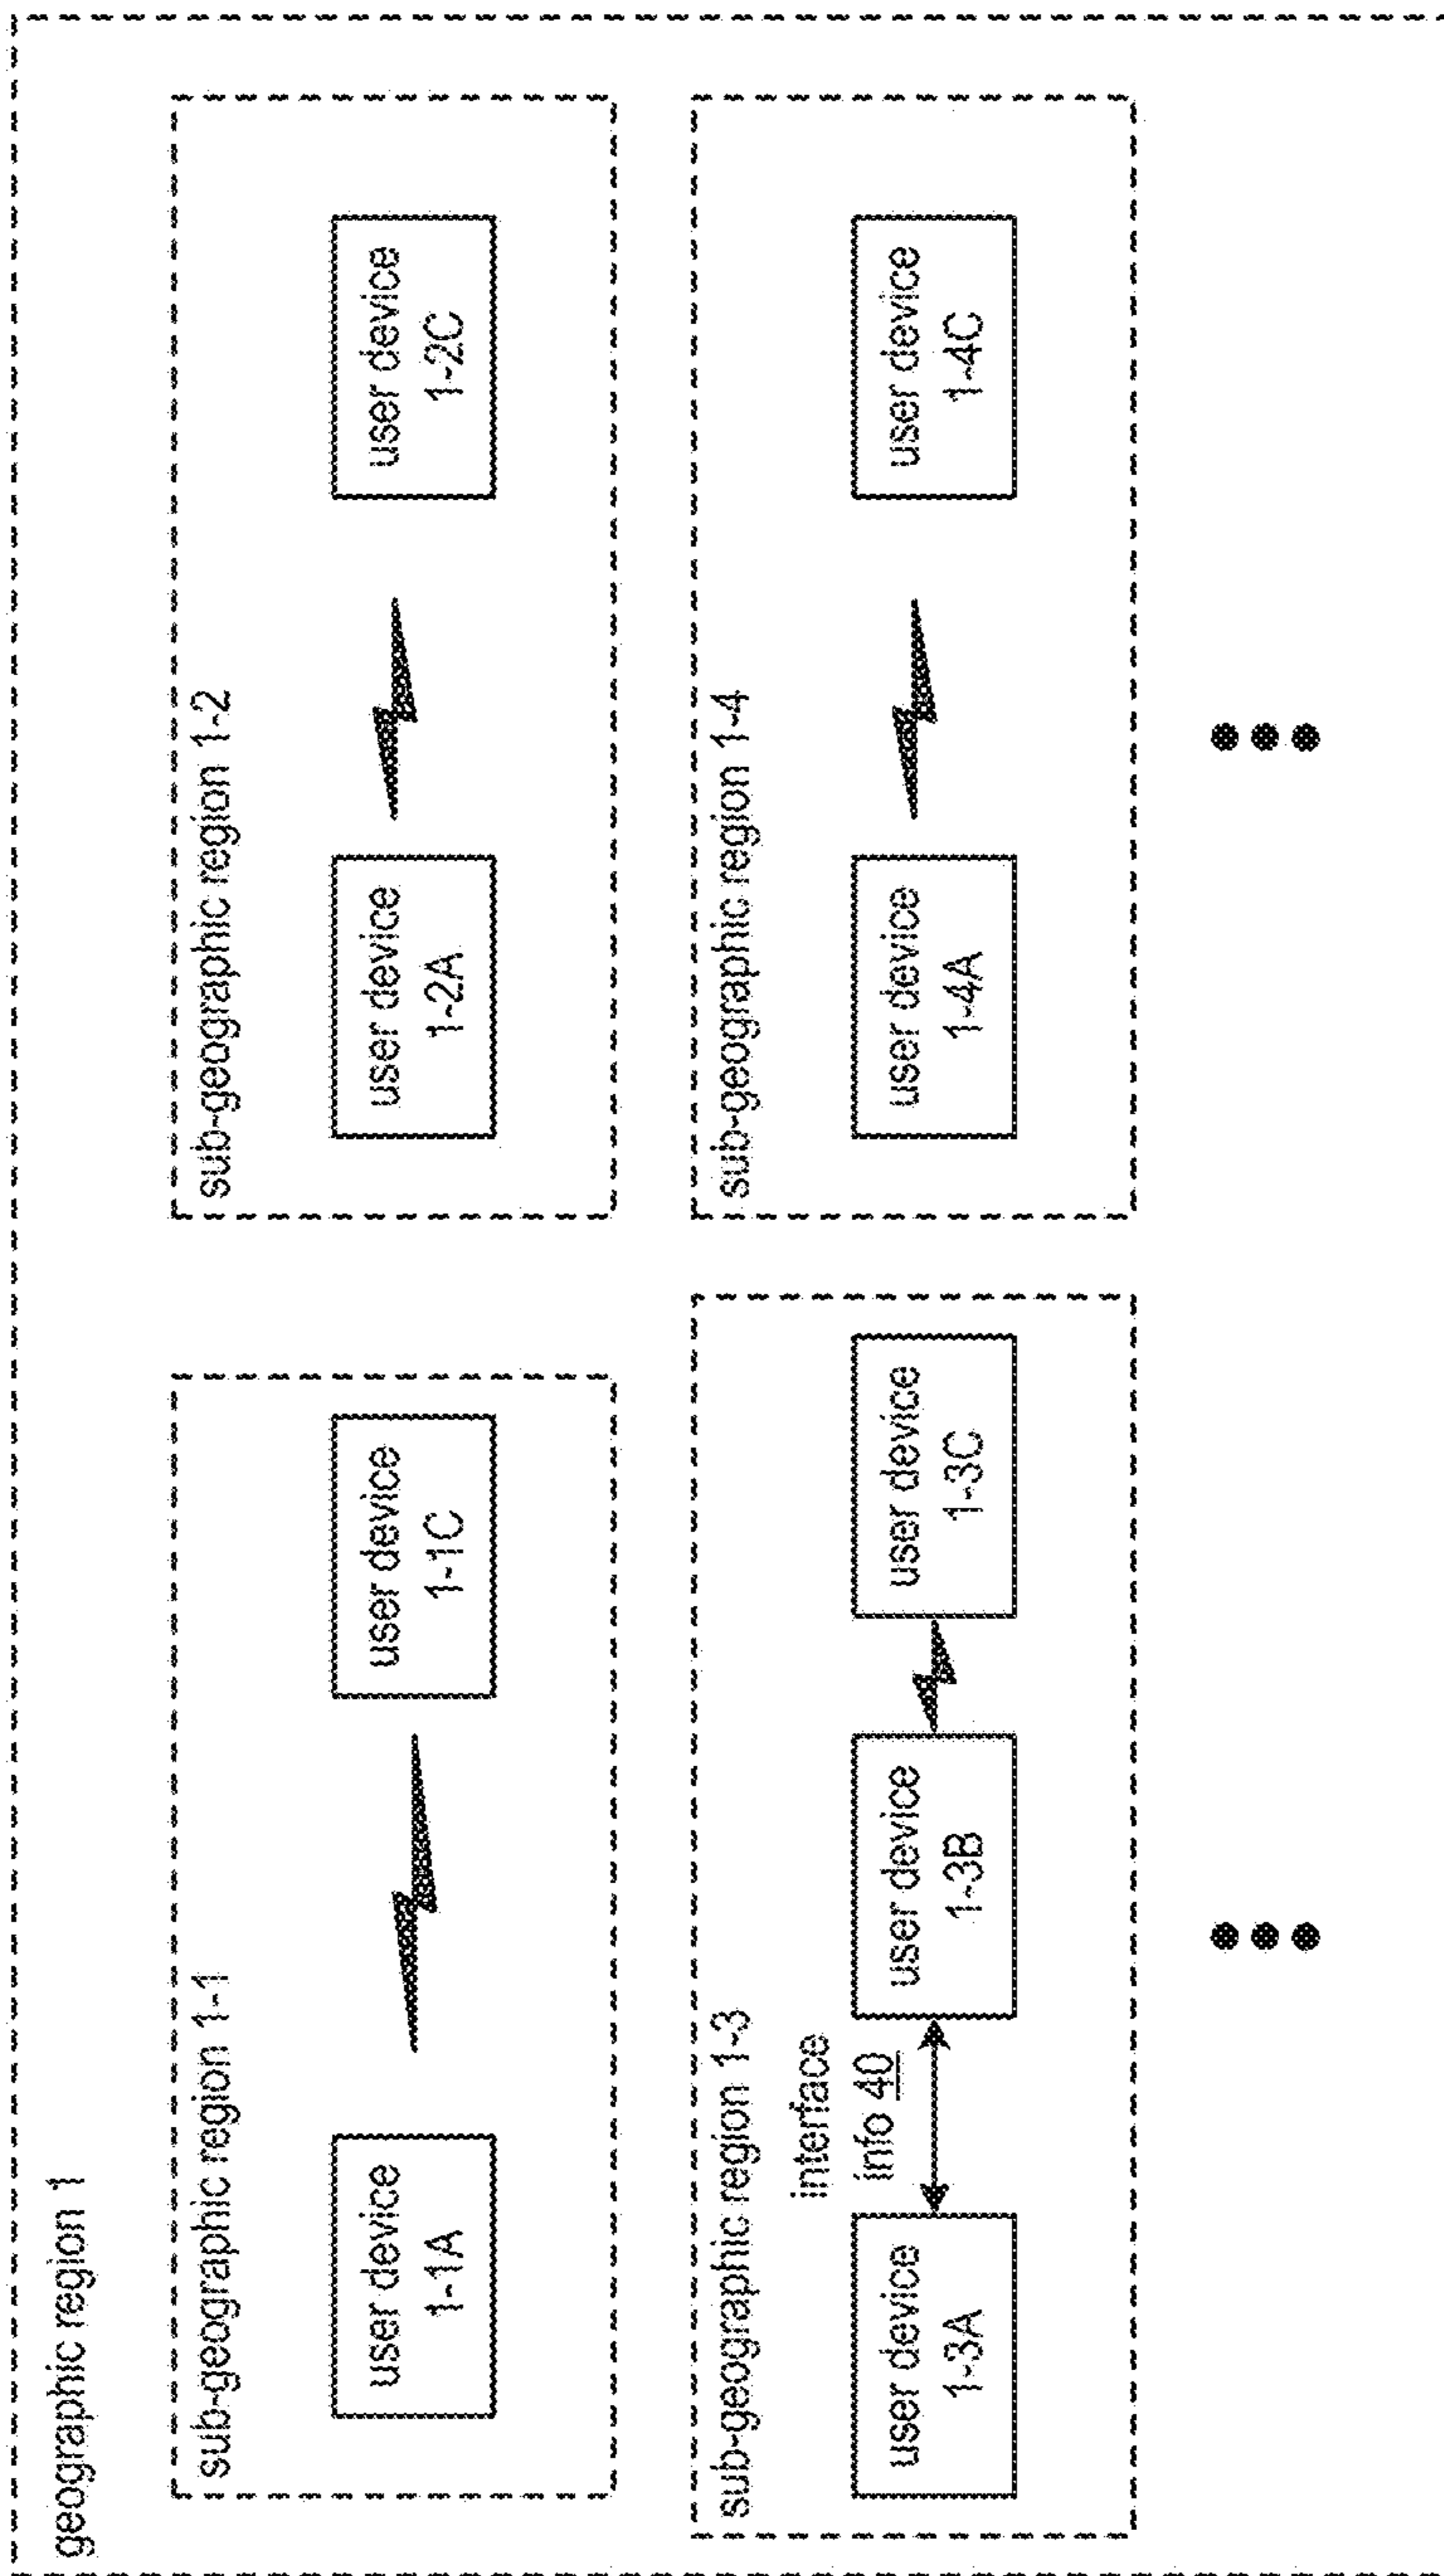 geographic region 1
sub-geographic region 1-1
user device
1-1A
user device
1-1C
sub-geographic region 1-2
user device
1-2A
user device
1-2C
sub-geographic region 1-3
interface
info 40
user device
1-3A
user device
1-3B
user device
1-3C
sub-geographic region 1-4
user device
1-4A
user device
1-4C